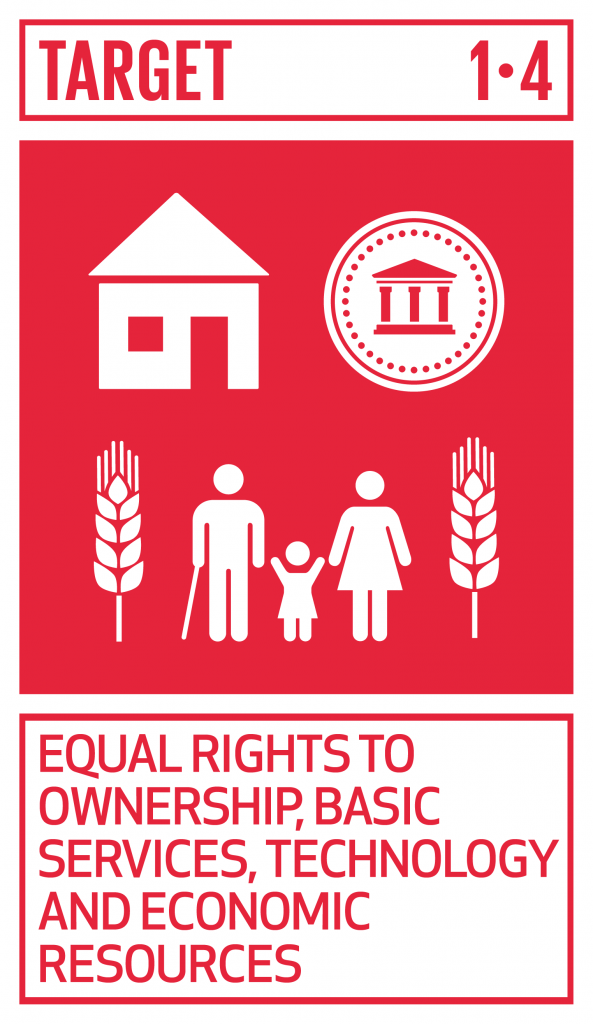 TARGET 1•4
EQUAL RIGHTS TO
OWNERSHIP, BASIC
SERVICES, TECHNOLOGY
AND ECONOMIC
RESOURCES